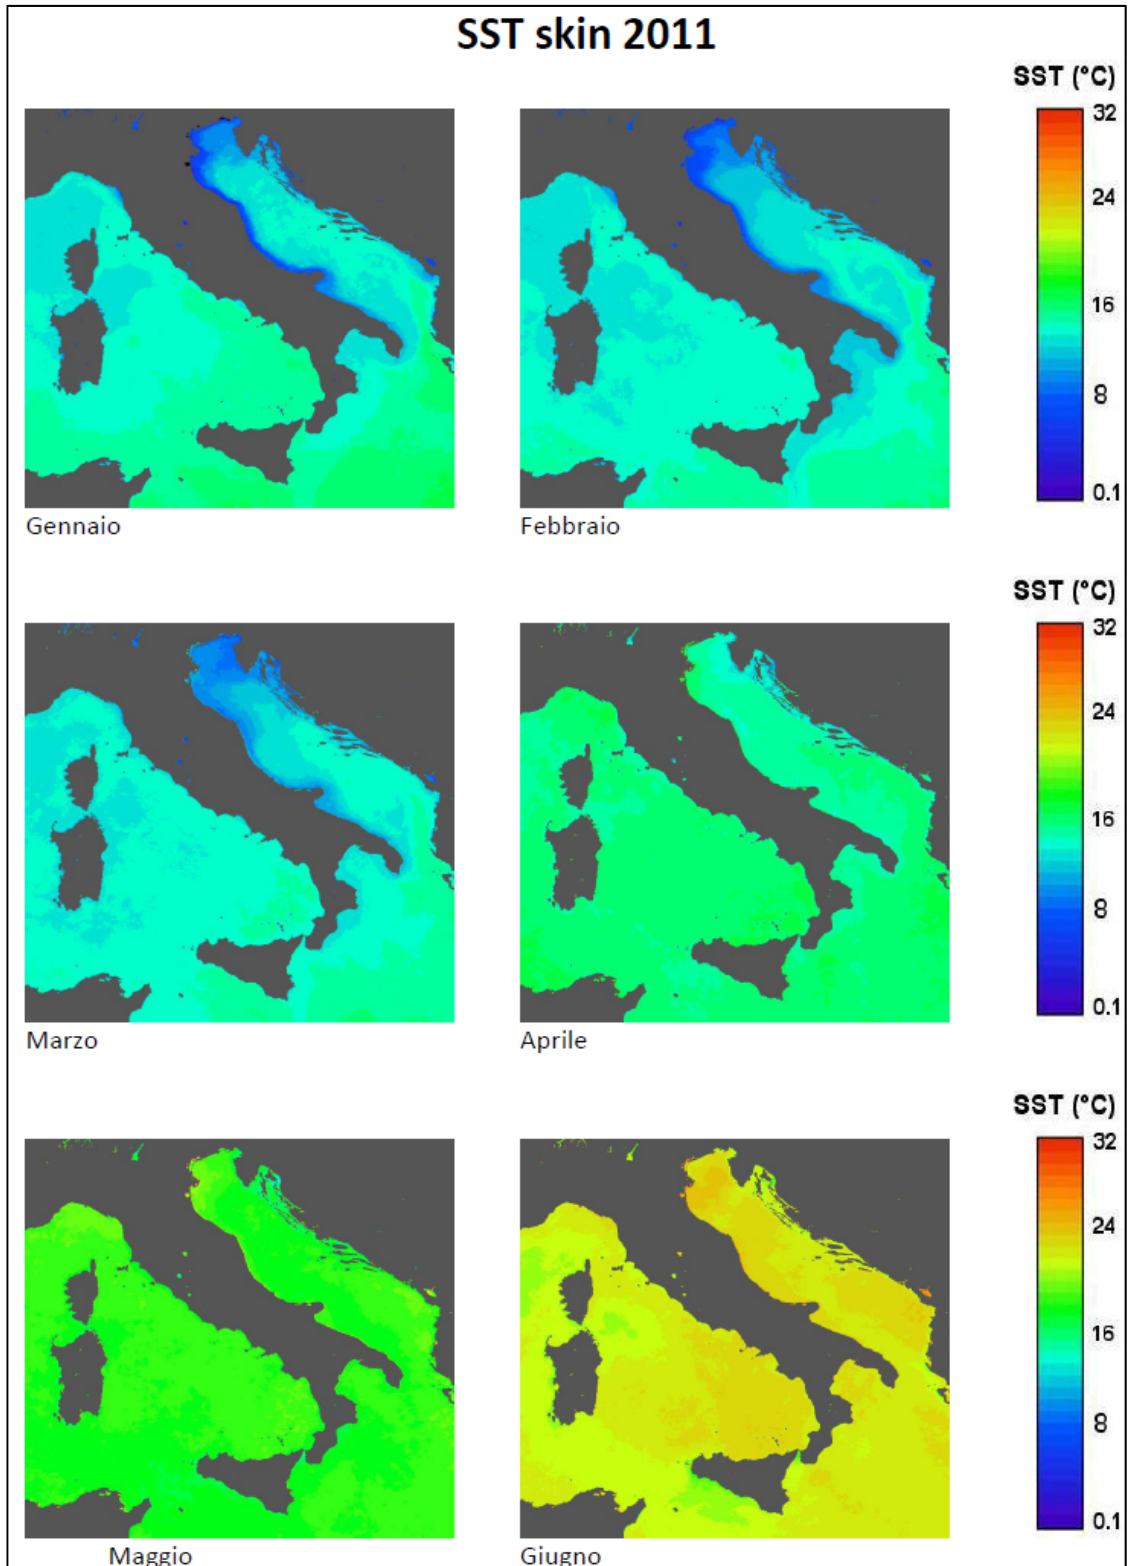 SST skin 2011
SST (°C)
32
24
16
8
0.1
Gennaio
Febbraio
SST (°C)
32
24
16
8
0.1
Marzo
Aprile
SST (°C)
32
24
16
8
0.1
Maggio
Giugno